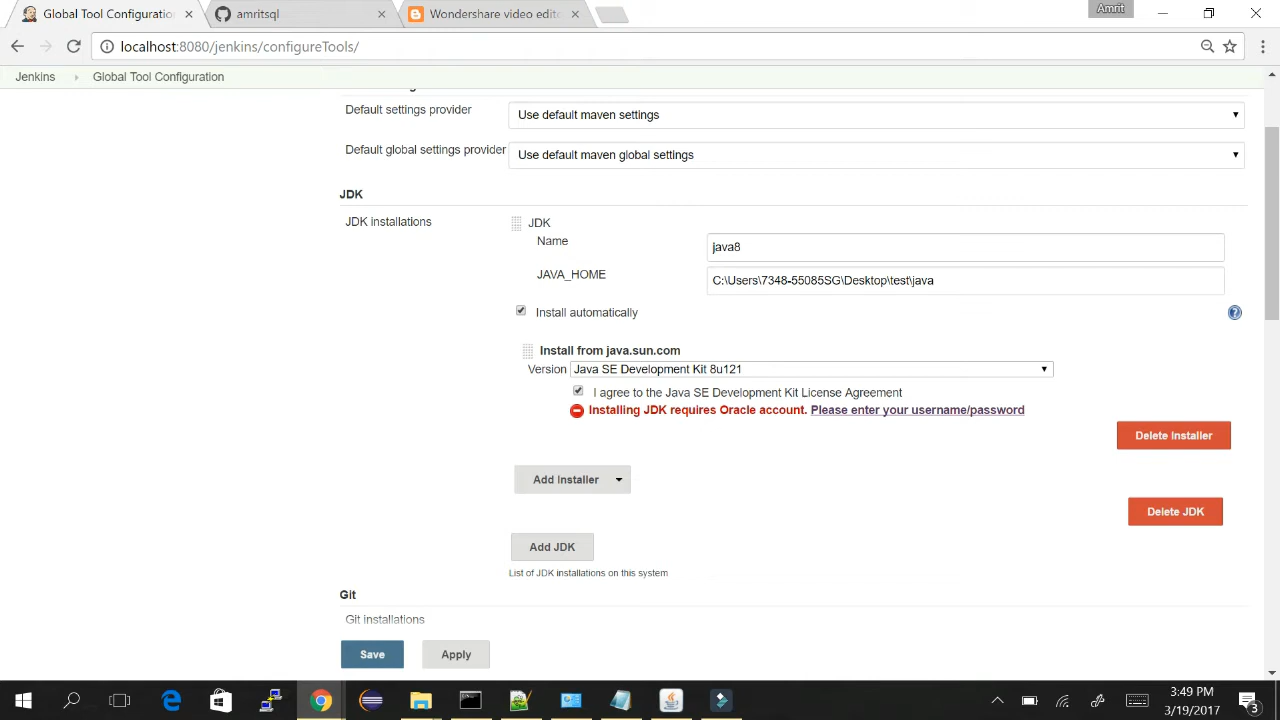 Global Tool Configuratio
amritsql
Wondershare video edito
Amrit
localhost:8080/jenkins/configureTools/
Jenkins
Global Tool Configuration
Default settings provider
Use default maven settings
Default global settings provider
Use default maven global settings
JDK
JDK installations
JDK
Name
java8
JAVA_HOME
C:\Users\7348-55085SG\Desktop\test\java
Install automatically
Install from java.sun.com
Version
Java SE Development Kit 8u121
I agree to the Java SE Development Kit License Agreement
Installing JDK requires Oracle account. Please enter your username/password
Delete Installer
Add Installer
Delete JDK
Add JDK
List of JDK installations on this system
Git
Git installations
Save
Apply
3:49 PM
3/19/2017
3